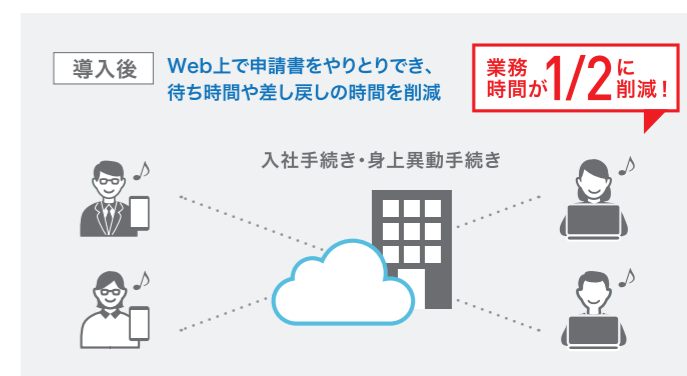 導入後
Web上で申請書をやりとりでき、
待ち時間や差し戻しの時間を削減
業務時間が1/2に削減!
入社手続き・身上異動手続き